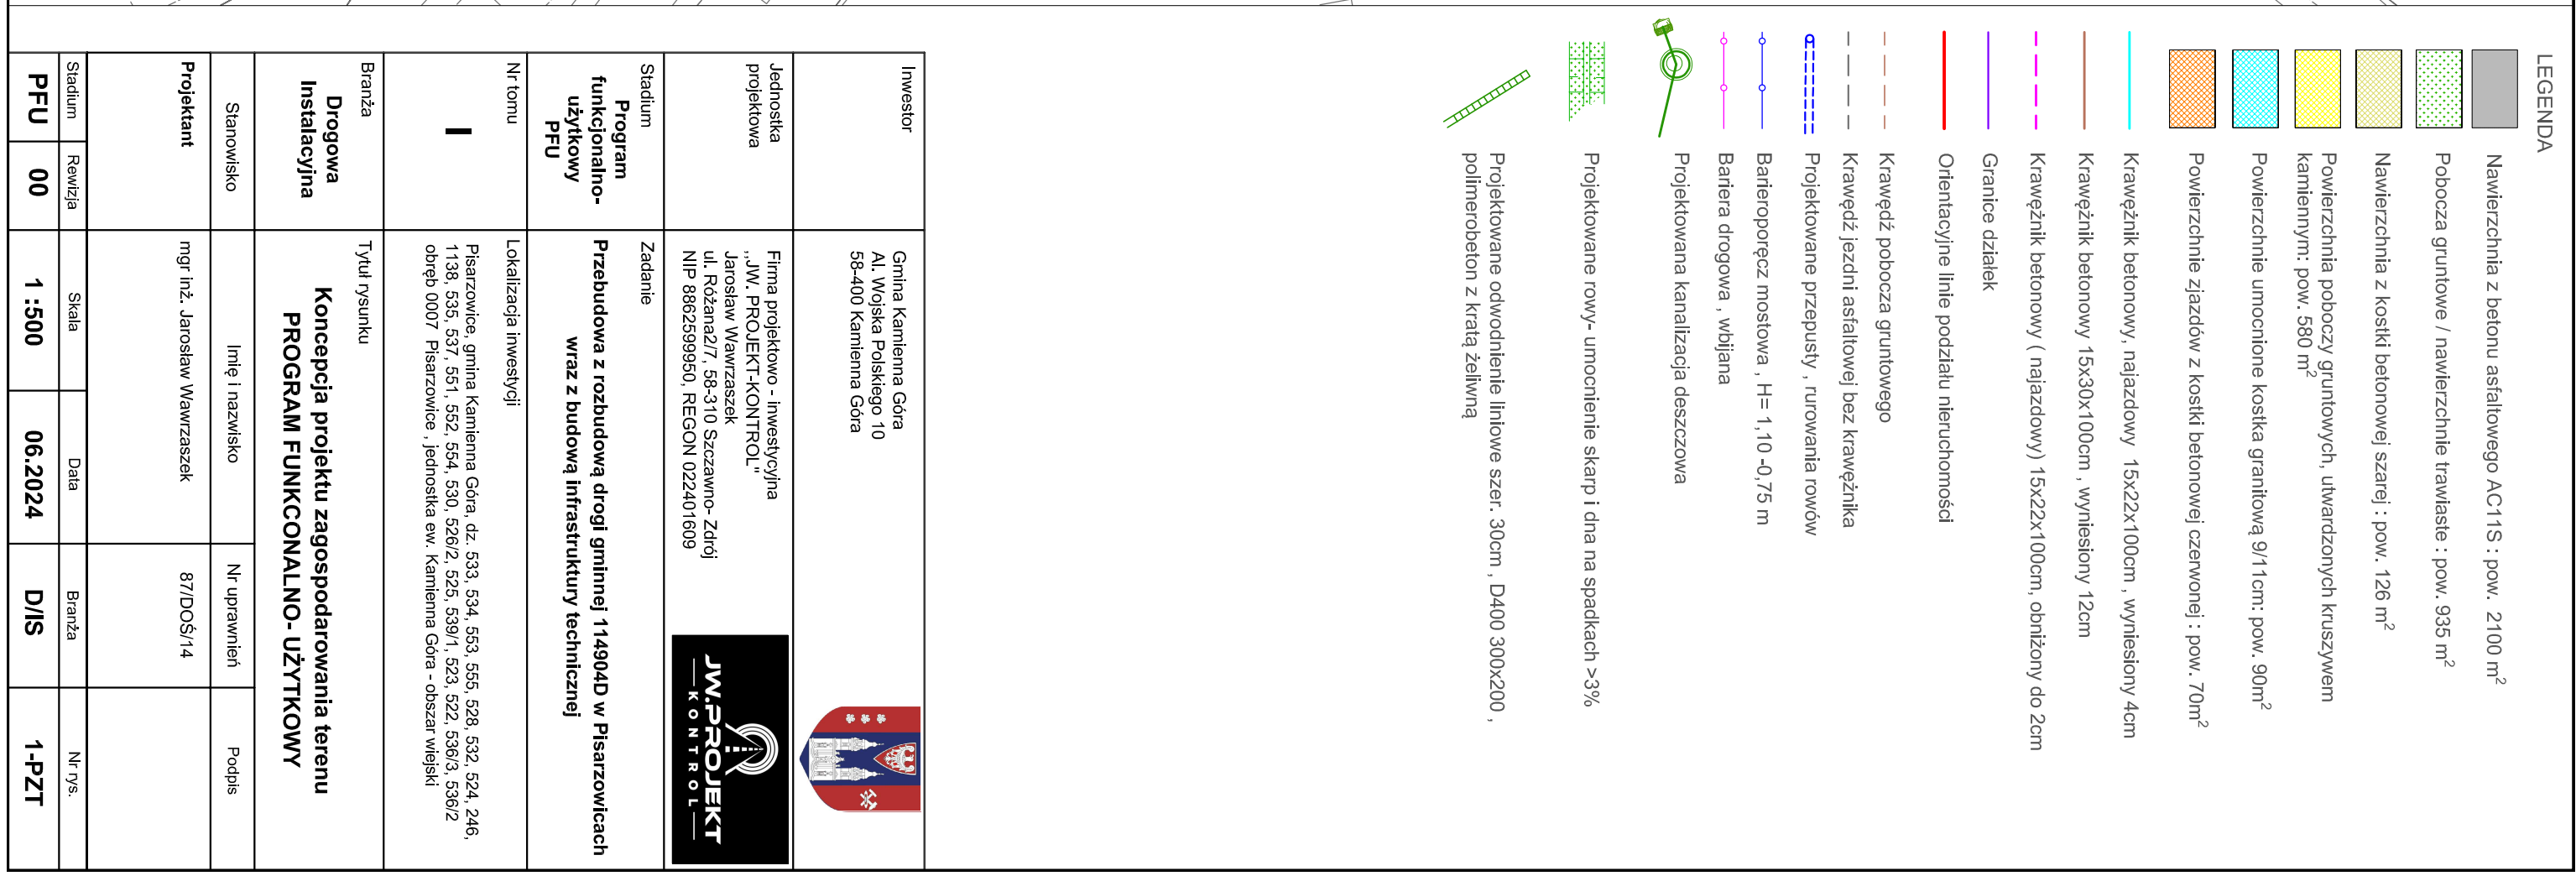 LEGENDA
Nawierzchnia z betonu asfaltowego AC11S : pow. 2100 m²
Pobocza gruntowe / nawierzchnie trawiaste : pow. 935 m²
Nawierzchnia z kostki betonowej szarej : pow. 126 m²
Powierzchnia poboczy gruntowych, utwardzonych kruszywem
kamiennym: pow. 580 m²
Powierzchnie umocnione kostka granitową 9/11cm: pow. 90m²
Powierzchnie zjazdów z kostki betonowej czerwonej : pow. 70m²
Krawężnik betonowy, najazdowy 15x22x100cm , wyniesiony 4cm
Krawężnik betonowy 15x30x100cm , wyniesiony 12cm
Krawężnik betonowy ( najazdowy) 15x22x100cm, obniżony do 2cm
Granice działek
Orientacyjne linie podziału nieruchomości
Krawędź pobocza gruntowego
Krawędź jezdni asfaltowej bez krawężnika
Projektowane przepusty , rurowania rowów
Barieroporęcz mostowa , H= 1,10 -0,75 m
Bariera drogowa , wbijana
Projektowana kanalizacja deszczowa
Projektowane rowy- umocnienie skarp i dna na spadkach >3%
Projektowane odwodnienie liniowe szer. 30cm , D400 300x200 ,
polimerobeton z kratą żeliwną
Inwestor
Gmina Kamienna Góra
Al. Wojska Polskiego 10
58-400 Kamienna Góra
Jednostka
projektowa
Firma projektowo - inwestycyjna
,,JW. PROJEKT-KONTROL"
Jarosław Wawrzaszek
ul. Różana2/7, 58-310 Szczawno- Zdrój
NIP 8862599950, REGON 022401609
JW.PROJEKT
KONTROL
Stadium
Program
funkcjonalno-
użytkowy
PFU
Zadanie
Przebudowa z rozbudową drogi gminnej 114904D w Pisarzowicach
wraz z budową infrastruktury technicznej
Nr tomu
I
Lokalizacja inwestycji
Pisarzowice, gmina Kamienna Góra, dz. 533, 534, 553, 555, 528, 532, 524, 246,
1138, 535, 537, 551, 552, 554, 530, 526/2, 525, 539/1, 523, 522, 536/3, 536/2
obręb 0007 Pisarzowice , jednostka ew. Kamienna Góra - obszar wiejski
Branża
Drogowa
Instalacyjna
Tytuł rysunku
Koncepcja projektu zagospodarowania terenu
PROGRAM FUNKCONALNO- UŻYTKOWY
Stanowisko
Imię i nazwisko
Nr uprawnień
Podpis
Projektant
mgr inż. Jarosław Wawrzaszek
87/DOŚ/14
Stadium
Rewizja
Skala
Data
Branża
Nr rys.
PFU
00
1 :500
06.2024
D/IS
1-PZT